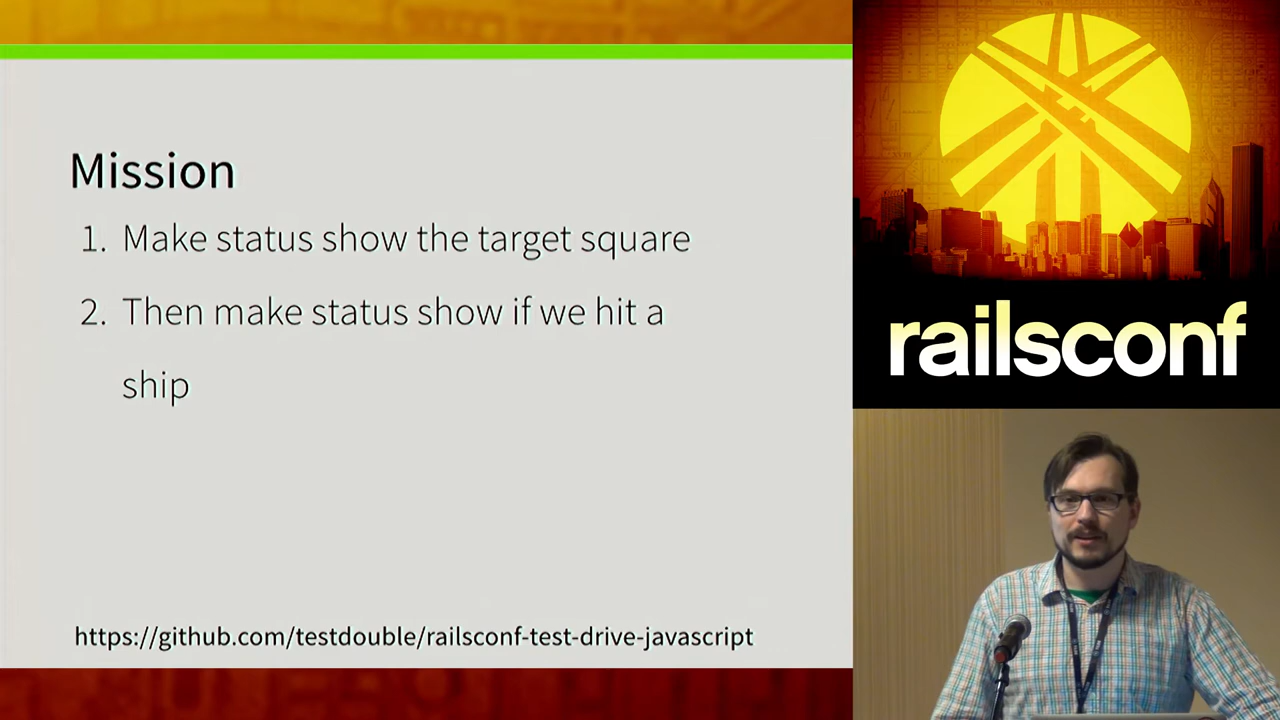 Mission
1. Make status show the target square
2. Then make status show if we hit a
ship
https://github.com/testdouble/railsconf-test-drive-javascript
railsconf